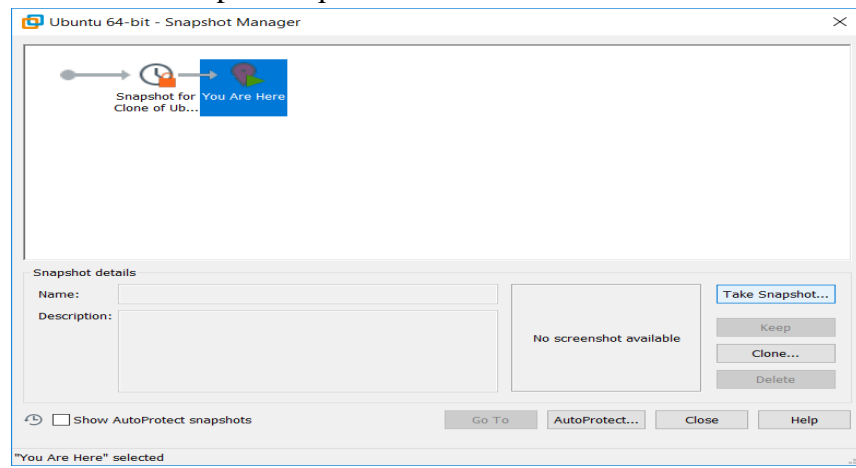 Ubuntu 64-bit - Snapshot Manager
Snapshot for
Clone of Ub...
You Are Here
Snapshot details
Name:
Description:
No screenshot available
Take Snapshot...
Keep
Clone...
Delete
Show AutoProtect snapshots
Go To
AutoProtect...
Close
Help
"You Are Here" selected